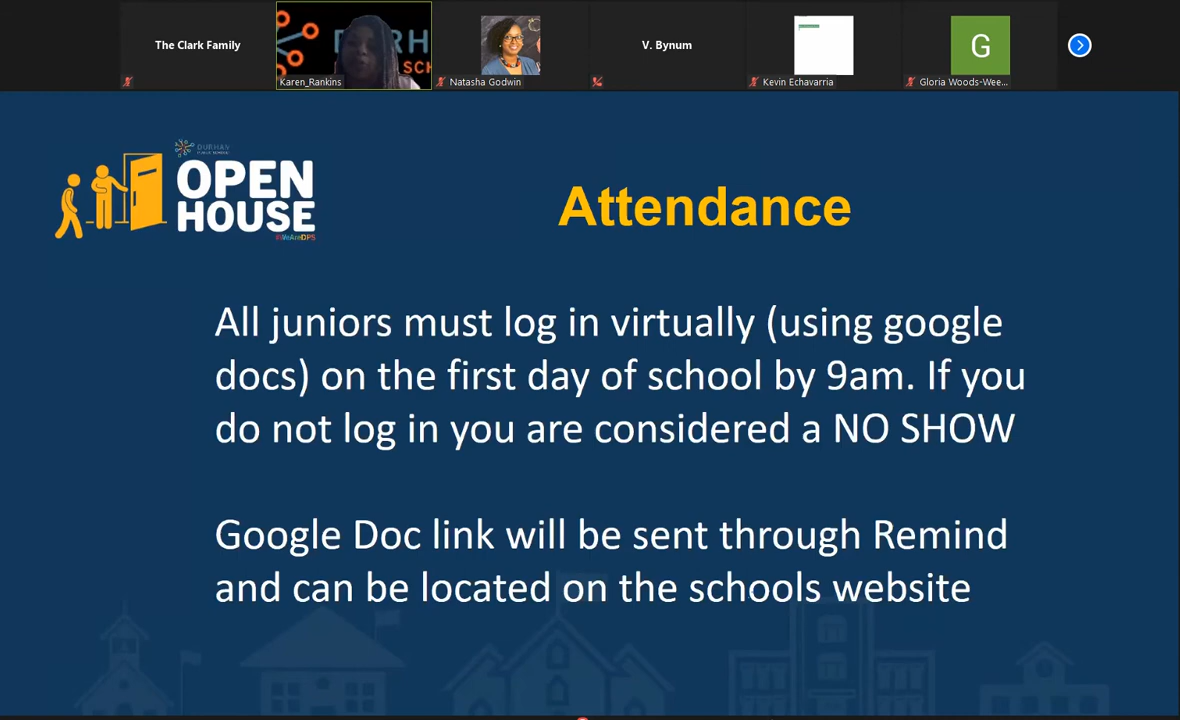 The Clark Family
Karen_Rankins
Natasha Godwin
V. Bynum
Kevin Echavarria
G
Gloria Woods-Wee...
DURHAM
PUBLIC SCHOOLS
OPEN
HOUSE
#WeAreDPS
Attendance
All juniors must log in virtually (using google
docs) on the first day of school by 9am. If you
do not log in you are considered a NO SHOW
Google Doc link will be sent through Remind
and can be located on the schools website